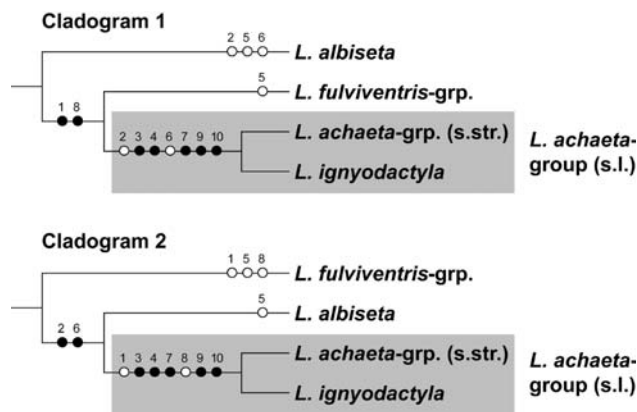 Cladogram 1
2 5 6
L. albiseta
5
1 8
L. fulviventris-grp.
2 3 4 6 7 9 10
L. achaeta-grp. (s.str.)
L. ignyodactyla
L. achaeta-
group (s.l.)
Cladogram 2
1 5 8
L. fulviventris-grp.
5
2 6
L. albiseta
1 3 4 7 8 9 10
L. achaeta-grp. (s.str.)
L. ignyodactyla
L. achaeta-
group (s.l.)